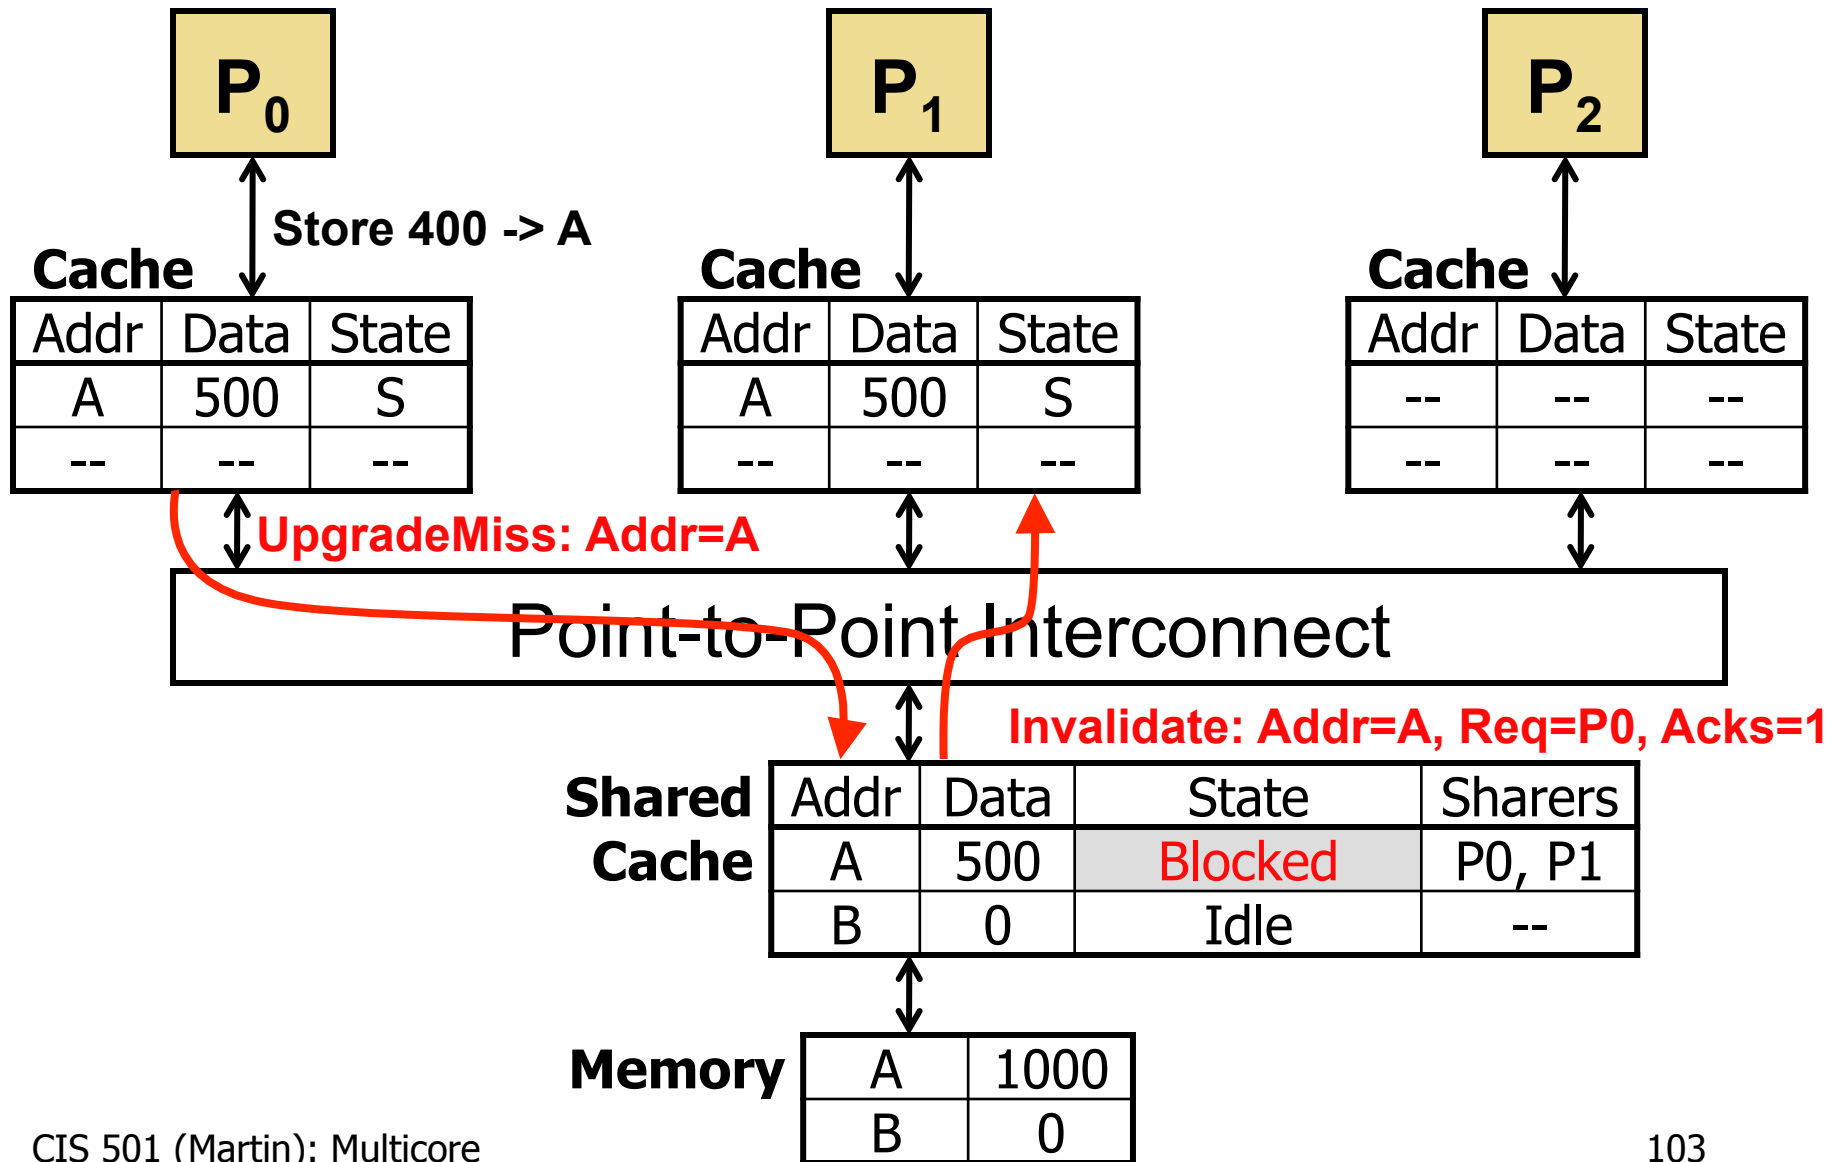 P0 P1 P2
Store 400 -> A
Cache Cache Cache
Addr Data State Addr Data State Addr Data State
A 500 S A 500 S -- -- --
-- -- -- -- -- -- -- -- --
UpgradeMiss: Addr=A
Point-to-Point Interconnect
Invalidate: Addr=A, Req=P0, Acks=1
Shared Addr Data State Sharers
Cache A 500 Blocked P0, P1
B 0 Idle --
Memory A 1000
B 0
CIS 501 (Martin): Multicore 103